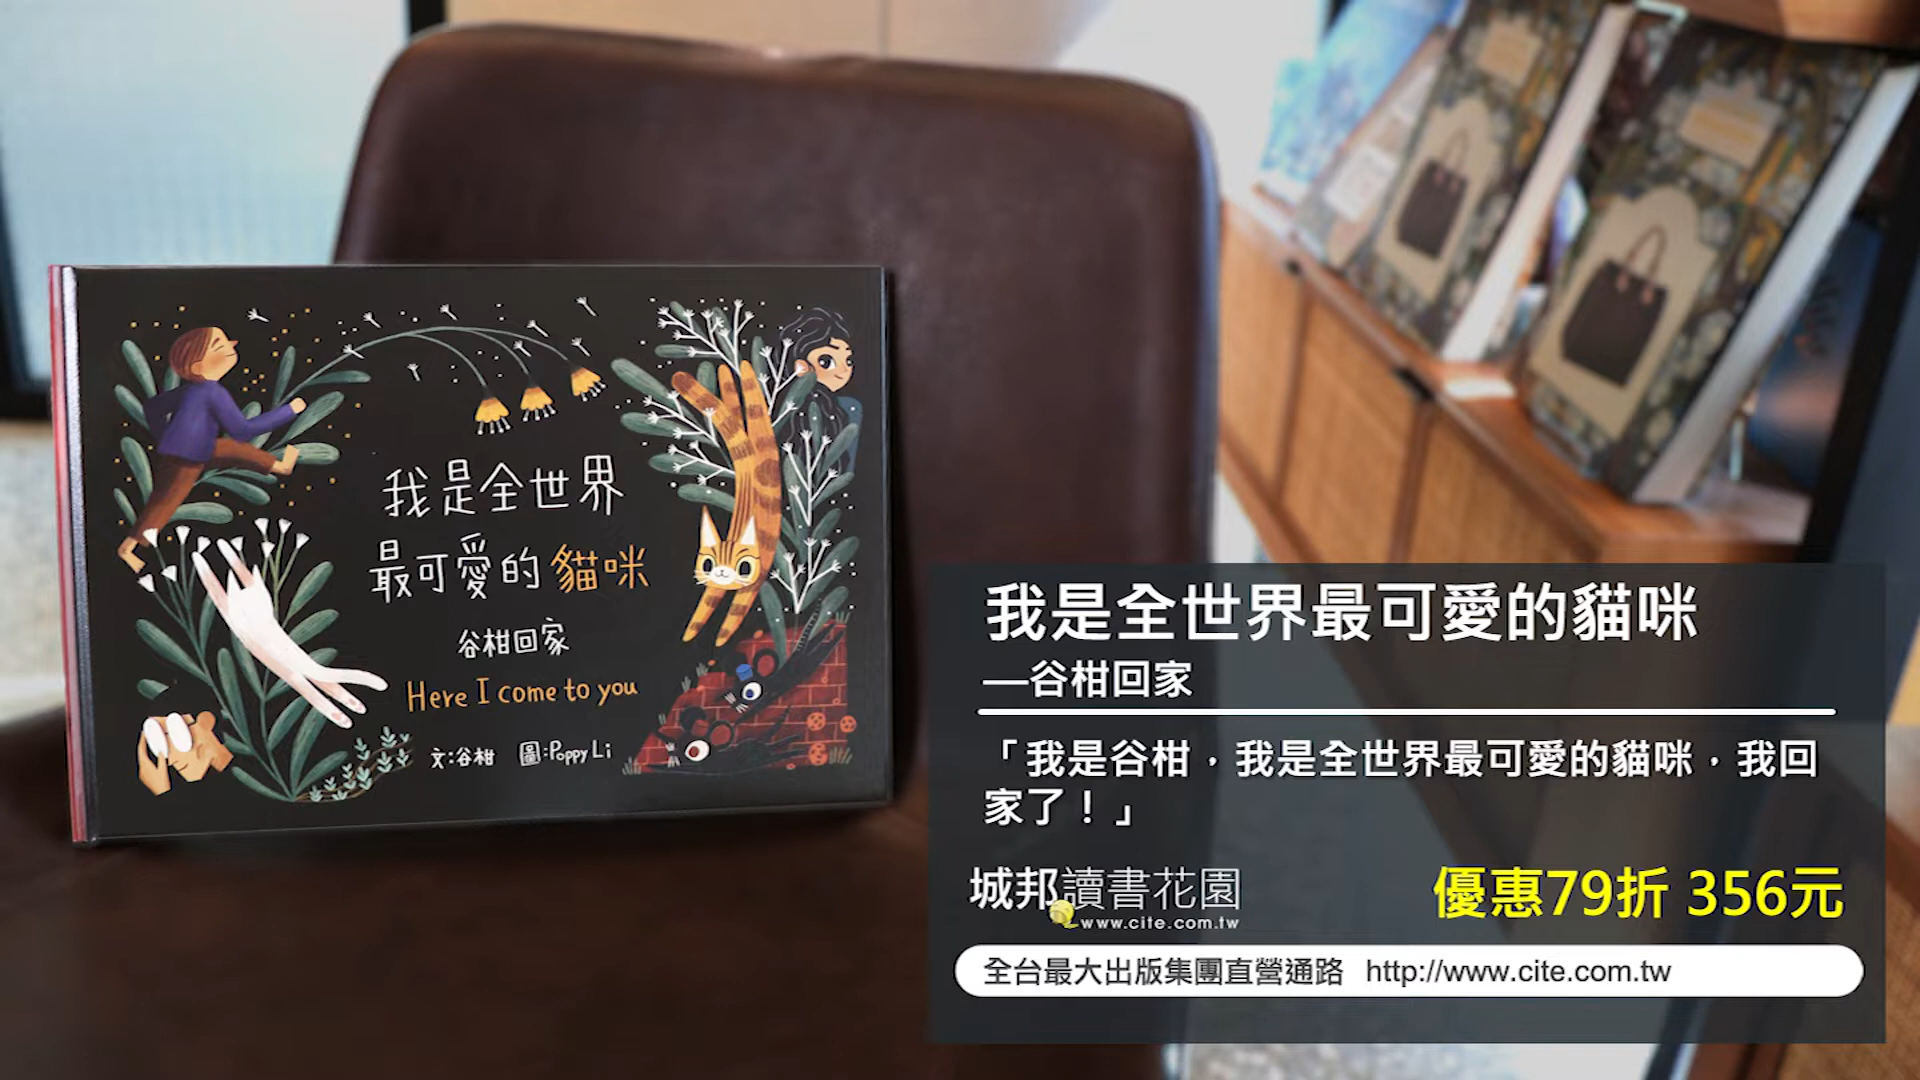 我是全世界
最可愛的貓咪
谷柑回家
Here I come to you
文:谷柑 圖:Poppy Li
我是全世界最可愛的貓咪
—谷柑回家
「我是谷柑，我是全世界最可愛的貓咪，我回
家了！」
城邦讀書花園
www.cite.com.tw
優惠79折 356元
全台最大出版集團直營通路 http://www.cite.com.tw